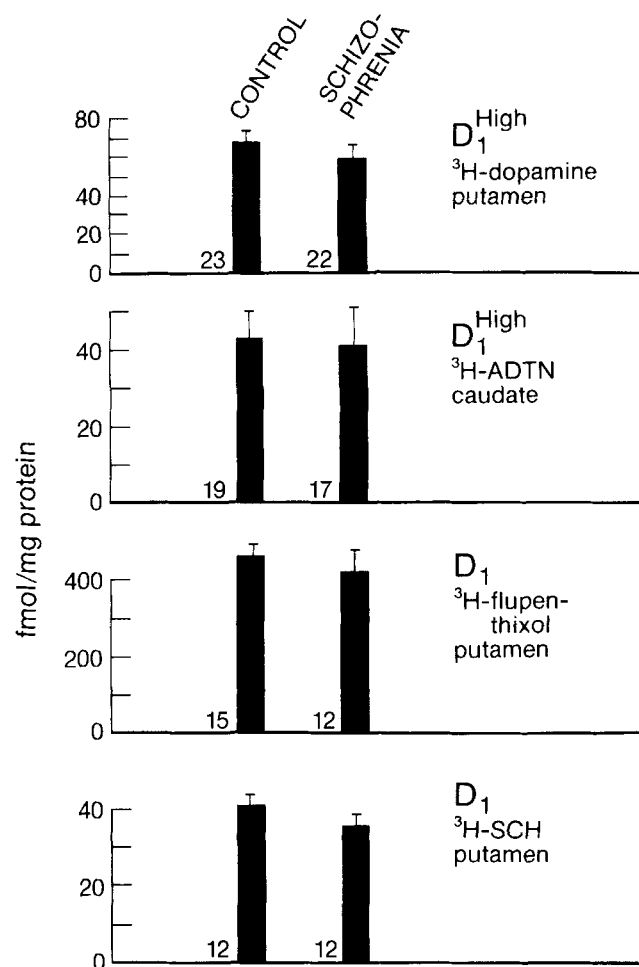 CONTROL
SCHIZO-
PHRENIA
fmol/mg protein
80
40
20
0
23
22
D₁High
³H-dopamine
putamen
40
20
0
19
17
D₁High
³H-ADTN
caudate
400
200
0
15
12
D₁
³H-flupen-
thixol
putamen
40
20
0
12
12
D₁
³H-SCH
putamen